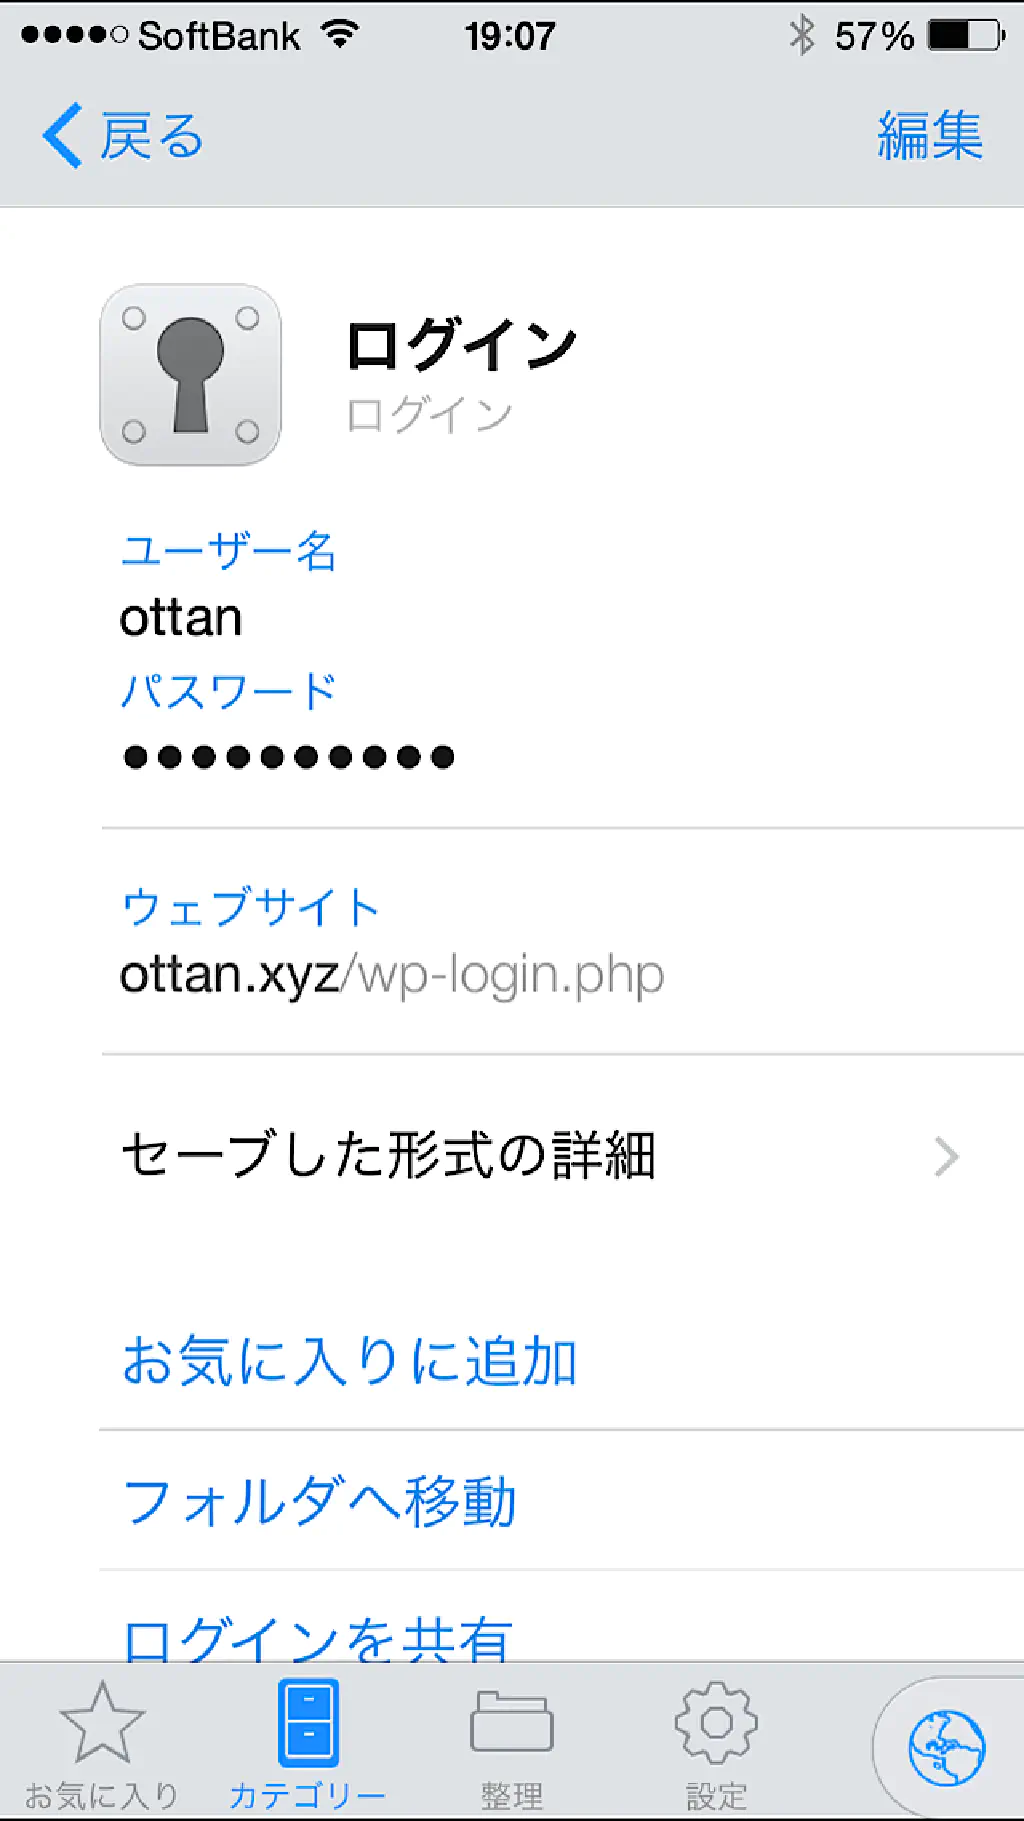 ●●●●○ SoftBank 19:07 57%
戻る 編集
ログイン
ログイン
ユーザー名
ottan
パスワード
●●●●●●●●●●
ウェブサイト
ottan.xyz/wp-login.php
セーブした形式の詳細
お気に入りに追加
フォルダへ移動
ログインを共有
お気に入り カテゴリー 整理 設定